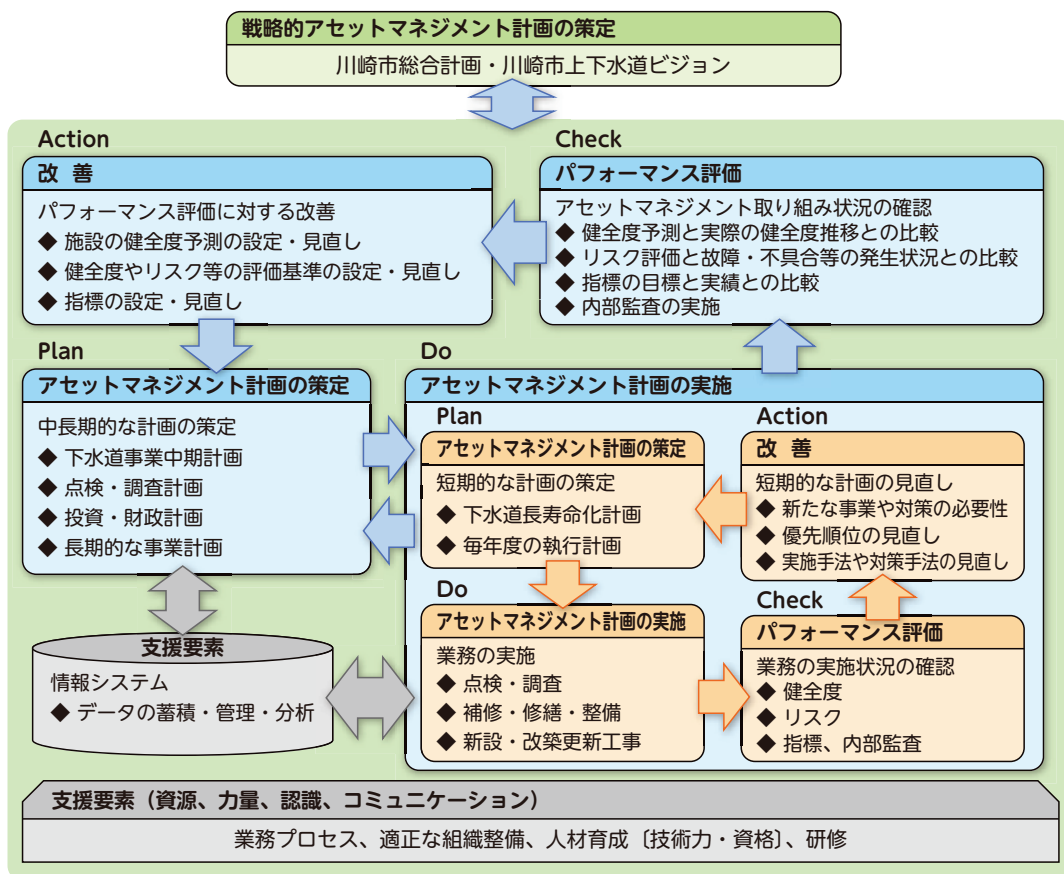 戦略的アセットマネジメント計画の策定
川崎市総合計画・川崎市上下水道ビジョン
Action
改 善
パフォーマンス評価に対する改善
◆ 施設の健全度予測の設定・見直し
◆ 健全度やリスク等の評価基準の設定・見直し
◆ 指標の設定・見直し
Check
パフォーマンス評価
アセットマネジメント取り組み状況の確認
◆ 健全度予測と実際の健全度推移との比較
◆ リスク評価と故障・不具合等の発生状況との比較
◆ 指標の目標と実績との比較
◆ 内部監査の実施
Plan
アセットマネジメント計画の策定
中長期的な計画の策定
◆ 下水道事業中期計画
◆ 点検・調査計画
◆ 投資・財政計画
◆ 長期的な事業計画
Do
アセットマネジメント計画の実施
Plan
アセットマネジメント計画の策定
短期的な計画の策定
◆ 下水道長寿命化計画
◆ 毎年度の執行計画
Action
改 善
短期的な計画の見直し
◆ 新たな事業や対策の必要性
◆ 優先順位の見直し
◆ 実施手法や対策手法の見直し
Do
アセットマネジメント計画の実施
業務の実施
◆ 点検・調査
◆ 補修・修繕・整備
◆ 新設・改築更新工事
Check
パフォーマンス評価
業務の実施状況の確認
◆ 健全度
◆ リスク
◆ 指標、内部監査
支援要素
情報システム
◆ データの蓄積・管理・分析
支援要素（資源、力量、認識、コミュニケーション）
業務プロセス、適正な組織整備、人材育成〔技術力・資格〕、研修